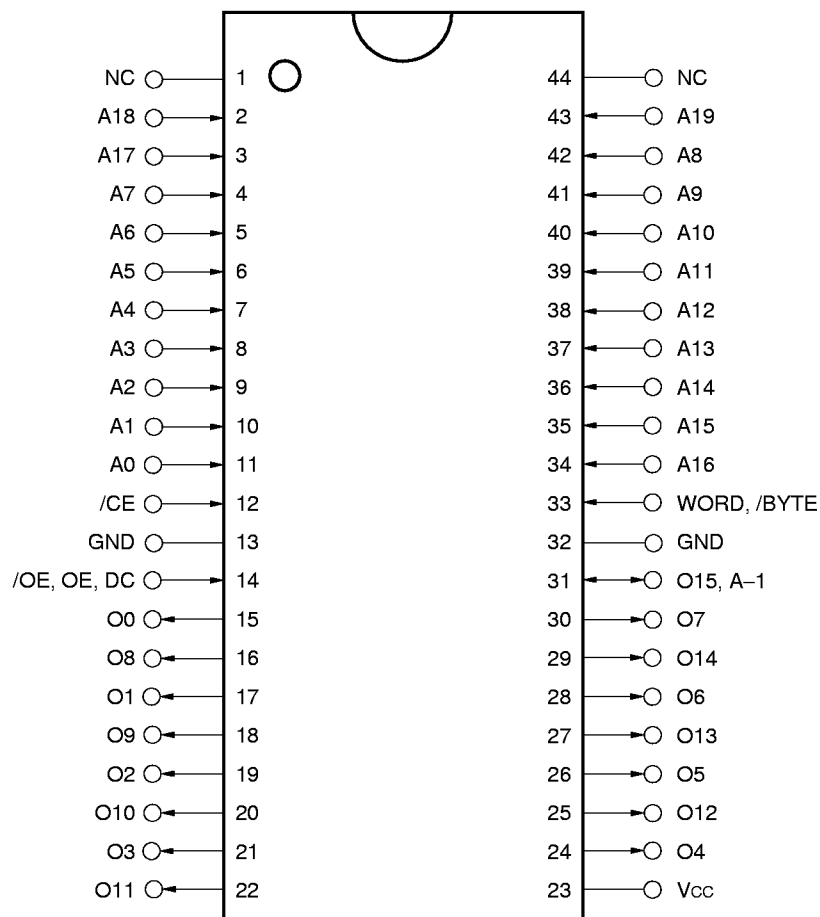 NC 1 44 NC
A18 2 43 A19
A17 3 42 A8
A7 4 41 A9
A6 5 40 A10
A5 6 39 A11
A4 7 38 A12
A3 8 37 A13
A2 9 36 A14
A1 10 35 A15
A0 11 34 A16
/CE 12 33 WORD, /BYTE
GND 13 32 GND
/OE, OE, DC 14 31 O15, A−1
O0 15 30 O7
O8 16 29 O14
O1 17 28 O6
O9 18 27 O13
O2 19 26 O5
O10 20 25 O12
O3 21 24 O4
O11 22 23 VCC